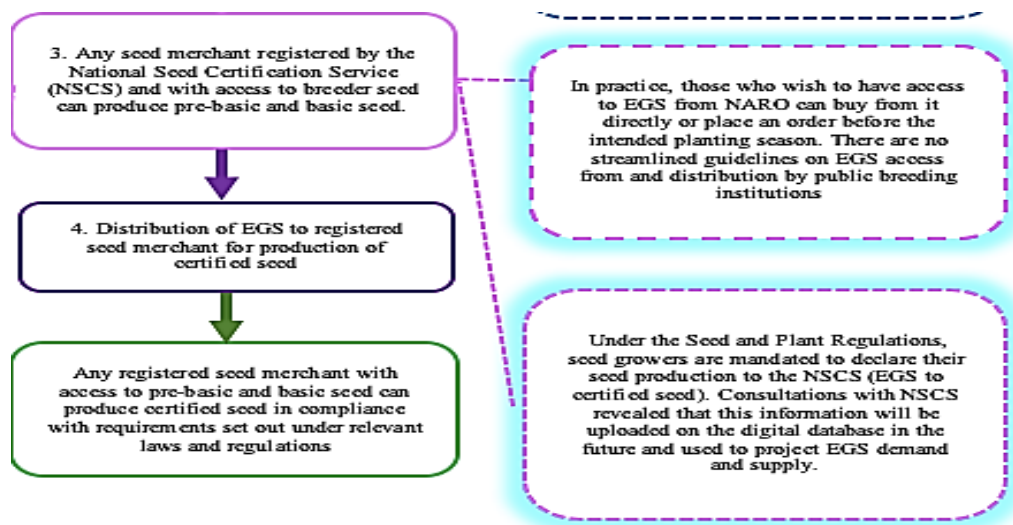 3. Any seed merchant registered by the
National Seed Certification Service
(NSCS) and with access to breeder seed
can produce pre-basic and basic seed.
In practice, those who wish to have access
to EGS from NARO can buy from it
directly or place an order before the
intended planting season. There are no
streamlined guidelines on EGS access
from and distribution by public breeding
institutions
4. Distribution of EGS to registered
seed merchant for production of
certified seed
Under the Seed and Plant Regulations,
seed growers are mandated to declare their
seed production to the NSCS (EGS to
certified seed). Consultations with NSCS
revealed that this information will be
uploaded on the digital database in the
future and used to project EGS demand
and supply.
Any registered seed merchant with
access to pre-basic and basic seed can
produce certified seed in compliance
with requirements set out under relevant
laws and regulations